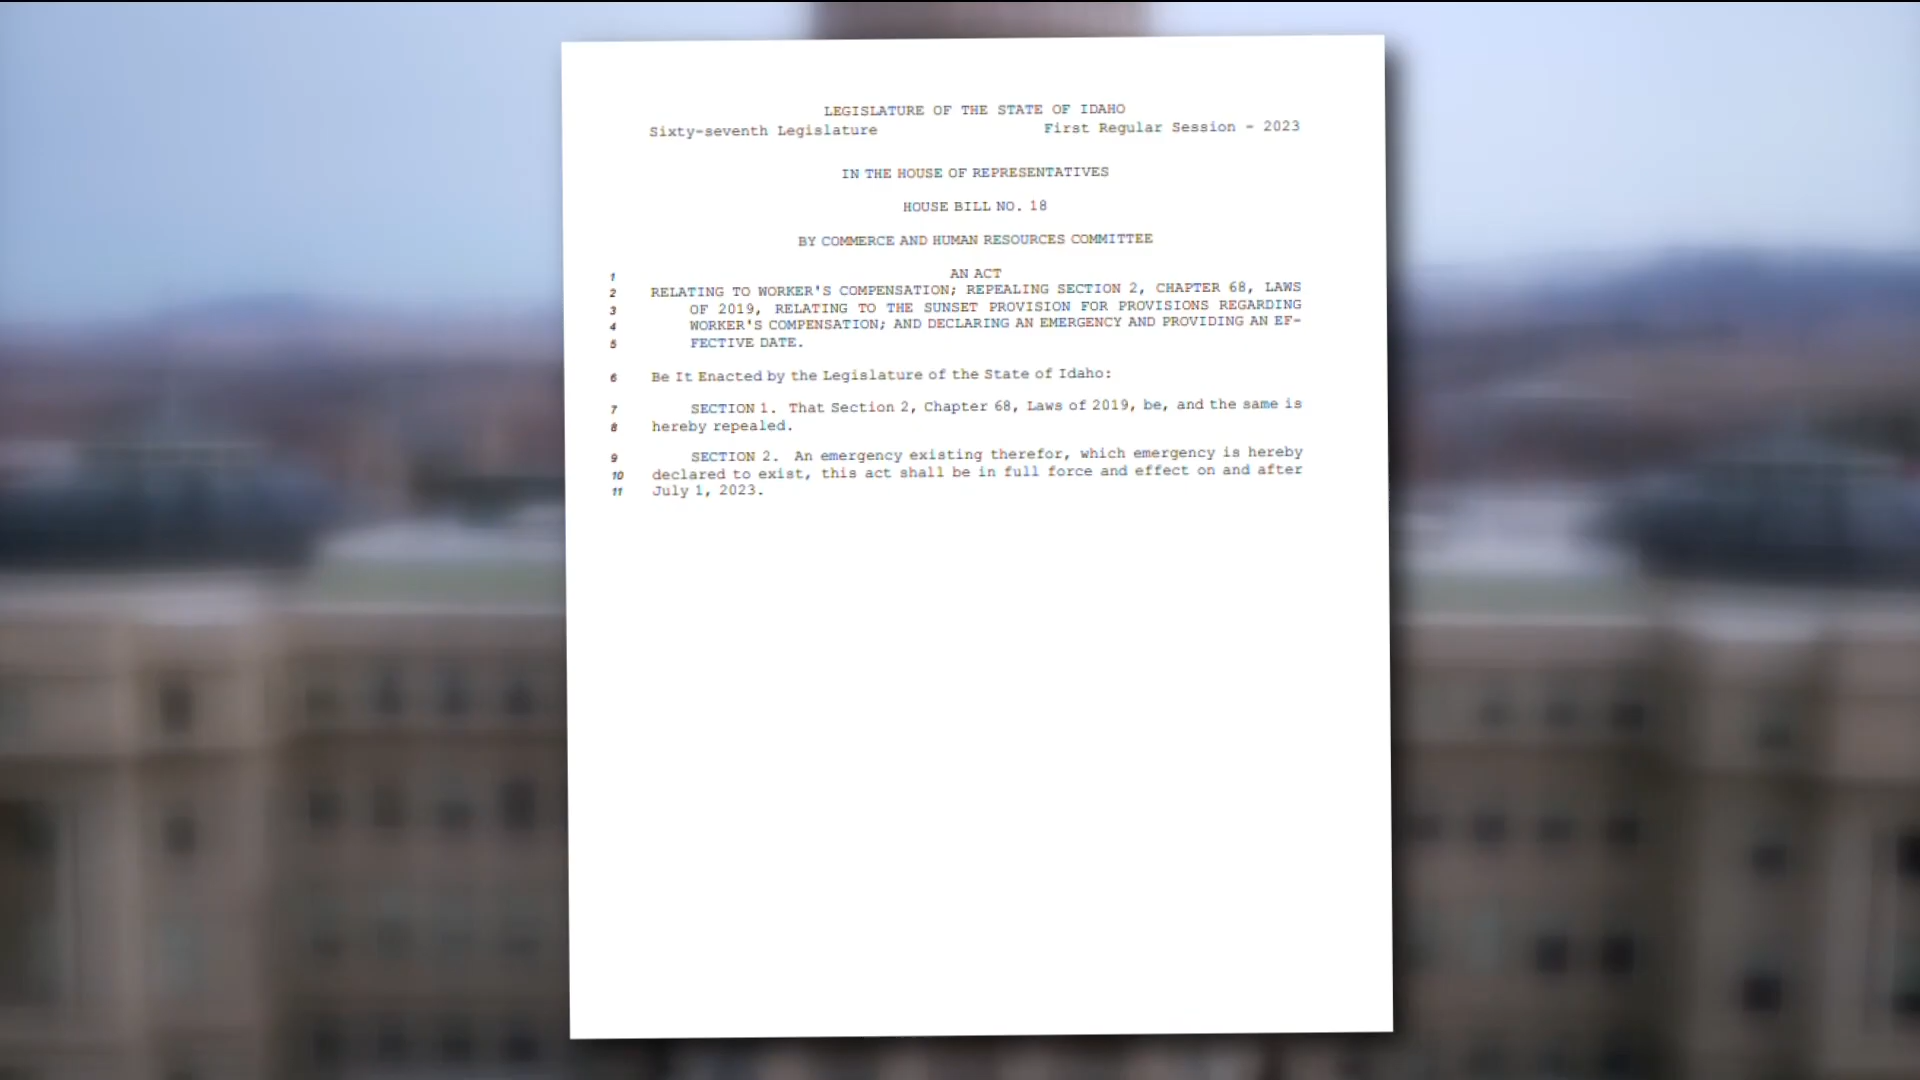 LEGISLATURE OF THE STATE OF IDAHO
Sixty-seventh Legislature First Regular Session - 2023
IN THE HOUSE OF REPRESENTATIVES
HOUSE BILL NO. 18
BY COMMERCE AND HUMAN RESOURCES COMMITTEE
1 AN ACT
2 RELATING TO WORKER'S COMPENSATION; REPEALING SECTION 2, CHAPTER 68, LAWS
3 OF 2019, RELATING TO THE SUNSET PROVISION FOR PROVISIONS REGARDING
4 WORKER'S COMPENSATION; AND DECLARING AN EMERGENCY AND PROVIDING AN EF-
5 FECTIVE DATE.
6 Be It Enacted by the Legislature of the State of Idaho:
7 SECTION 1. That Section 2, Chapter 68, Laws of 2019, be, and the same is
8 hereby repealed.
9 SECTION 2. An emergency existing therefor, which emergency is hereby
10 declared to exist, this act shall be in full force and effect on and after
11 July 1, 2023.